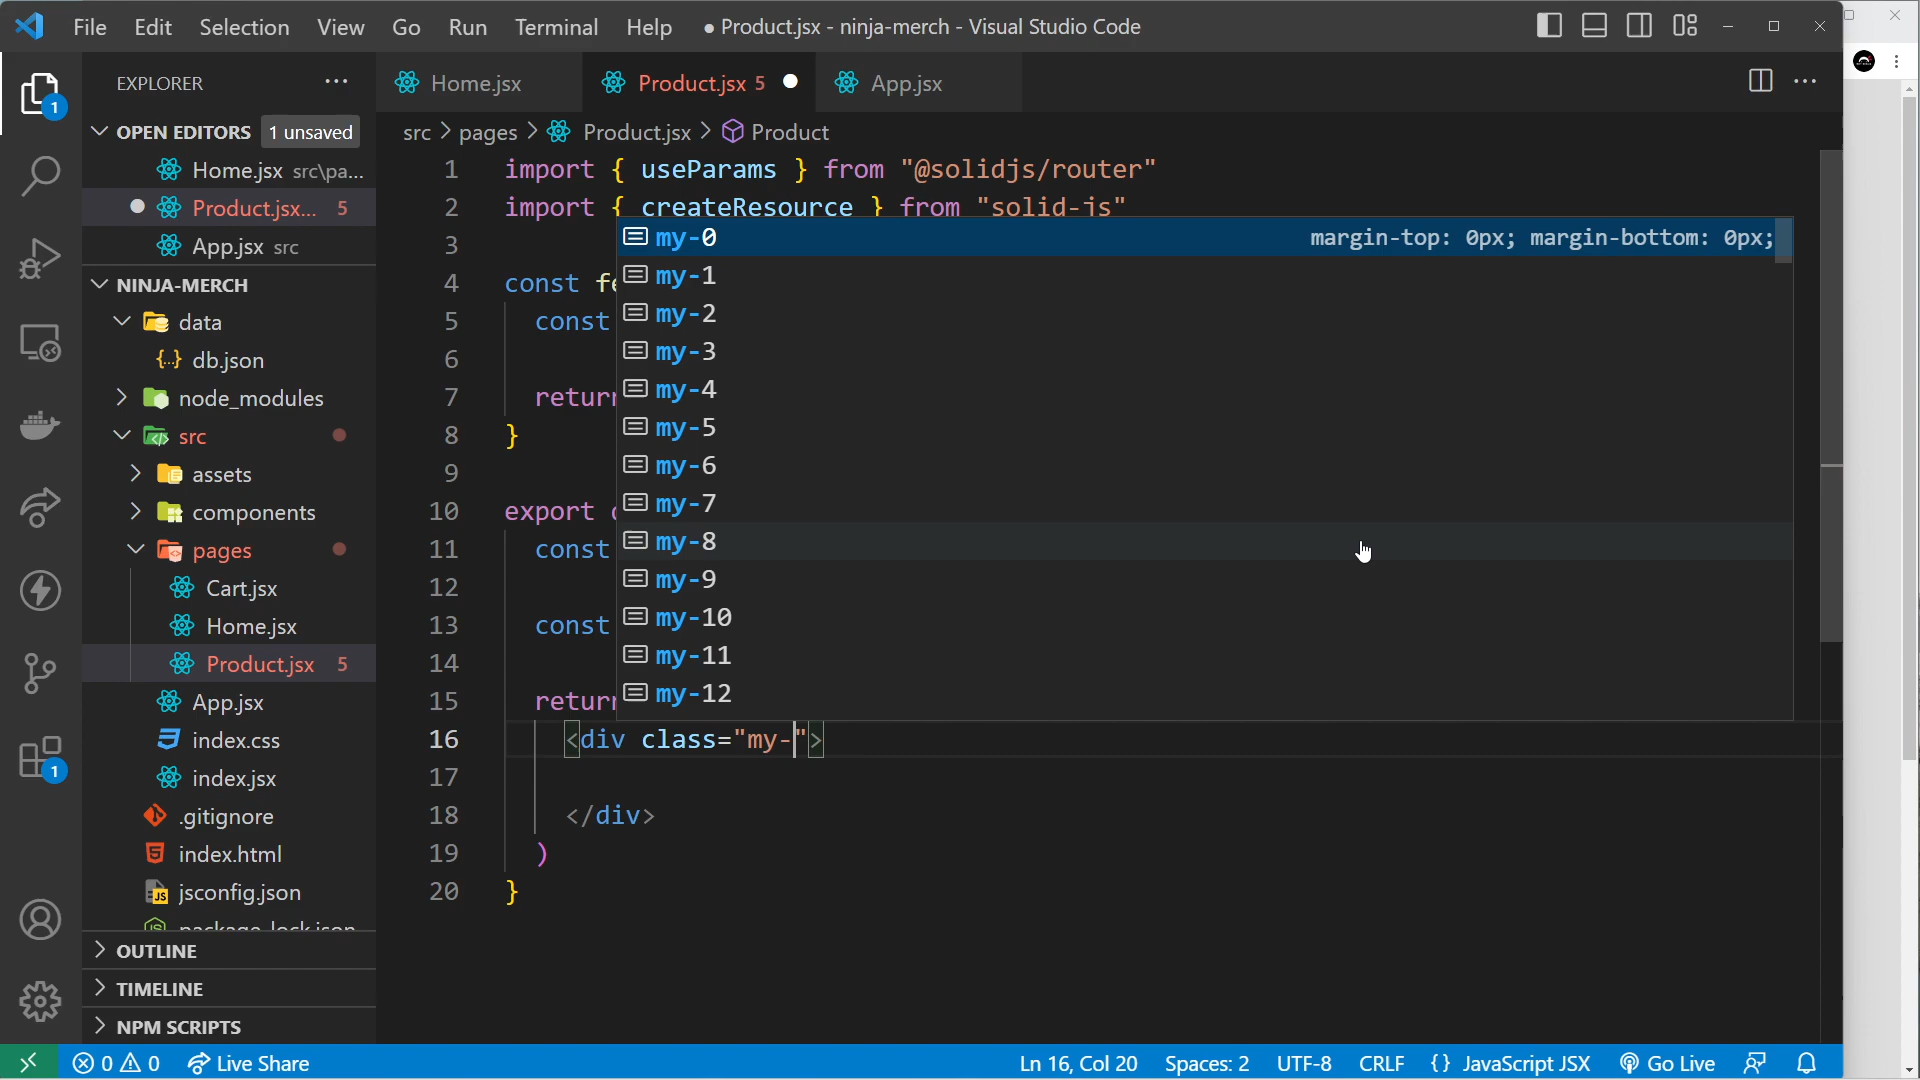 File Edit Selection View Go Run Terminal Help ● Product.jsx - ninja-merch - Visual Studio Code
EXPLORER
OPEN EDITORS 1 unsaved
Home.jsx src\pa...
Product.jsx... 5
App.jsx src
NINJA-MERCH
data
db.json
node_modules
src
assets
components
pages
Cart.jsx
Home.jsx
Product.jsx 5
App.jsx
index.css
index.jsx
.gitignore
index.html
jsconfig.json
package-lock.json
OUTLINE
TIMELINE
NPM SCRIPTS
1
1
Home.jsx Product.jsx 5 App.jsx
src > pages > Product.jsx > Product
1 import { useParams } from "@solidjs/router"
2 import { createResource } from "solid-js"
3
4 const fe
5 const
6
7 return
8 }
9
10 export
11 const
12
13 const
14
15 return
16 <div class="my-">
17
18 </div>
19 )
20 }
my-0 margin-top: 0px; margin-bottom: 0px;
my-1
my-2
my-3
my-4
my-5
my-6
my-7
my-8
my-9
my-10
my-11
my-12
0 0 Live Share Ln 16, Col 20 Spaces: 2 UTF-8 CRLF {} JavaScript JSX Go Live